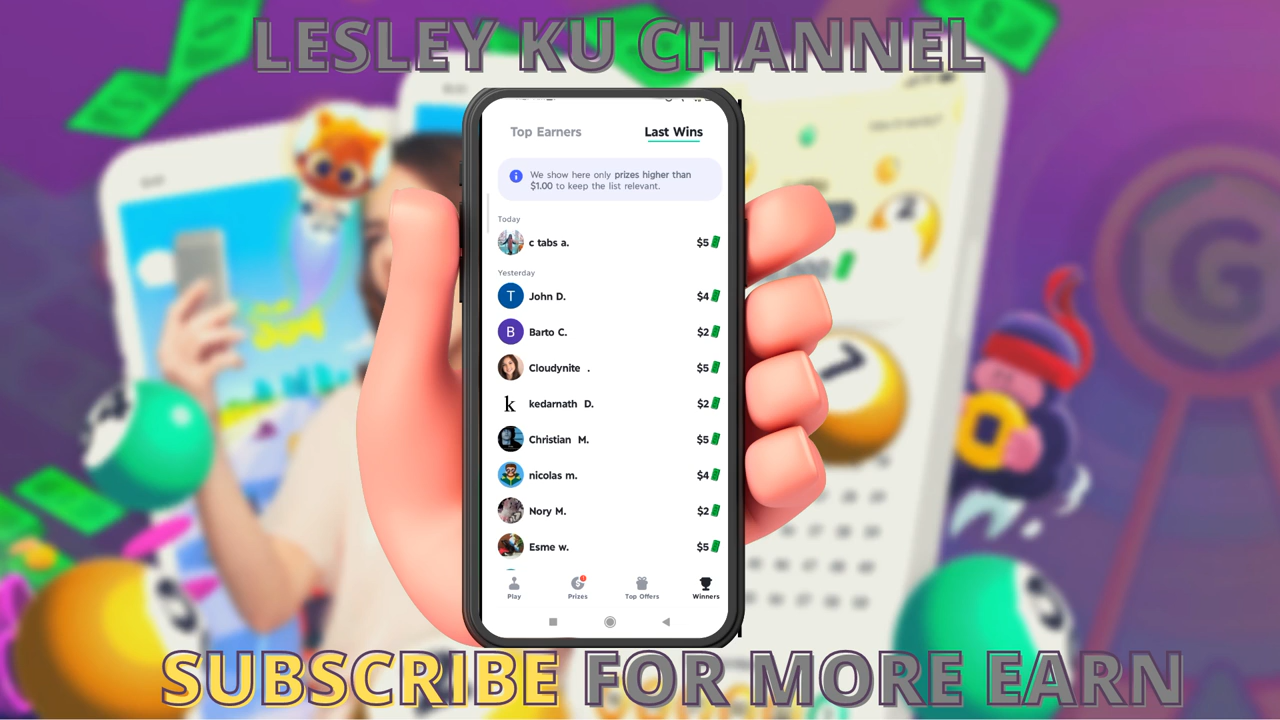 LESLEY KU CHANNEL
Top Earners Last Wins
We show here only prizes higher than
$1.00 to keep the list relevant.
Today
c tabs a. $5
Yesterday
John D. $4
T
Barto C. $2
B
Cloudynite . $5
k kedarnath D. $2
Christian M. $5
nicolas m. $4
Nory M. $2
Esme w. $5
Play Prizes Top Offers Winners
SUBSCRIBE FOR MORE EARN